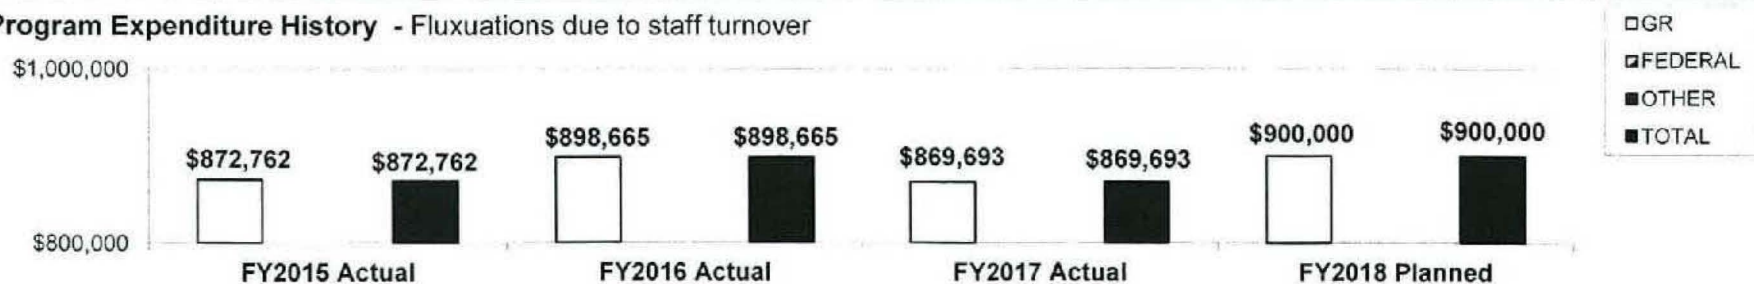 Program Expenditure History - Fluxuations due to staff turnover
GR
FEDERAL
OTHER
TOTAL
$1,000,000
$872,762
$872,762
$898,665
$898,665
$869,693
$869,693
$900,000
$900,000
$800,000
FY2015 Actual
FY2016 Actual
FY2017 Actual
FY2018 Planned